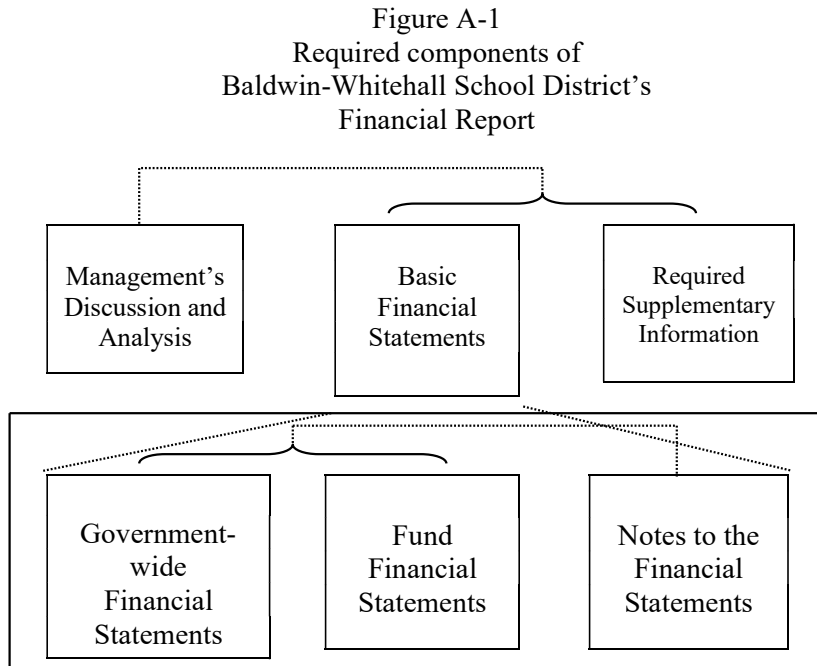 Figure A-1
Required components of
Baldwin-Whitehall School District’s
Financial Report
Management’s
Discussion and
Analysis
Basic
Financial
Statements
Required
Supplementary
Information
Government-
wide
Financial
Statements
Fund
Financial
Statements
Notes to the
Financial
Statements